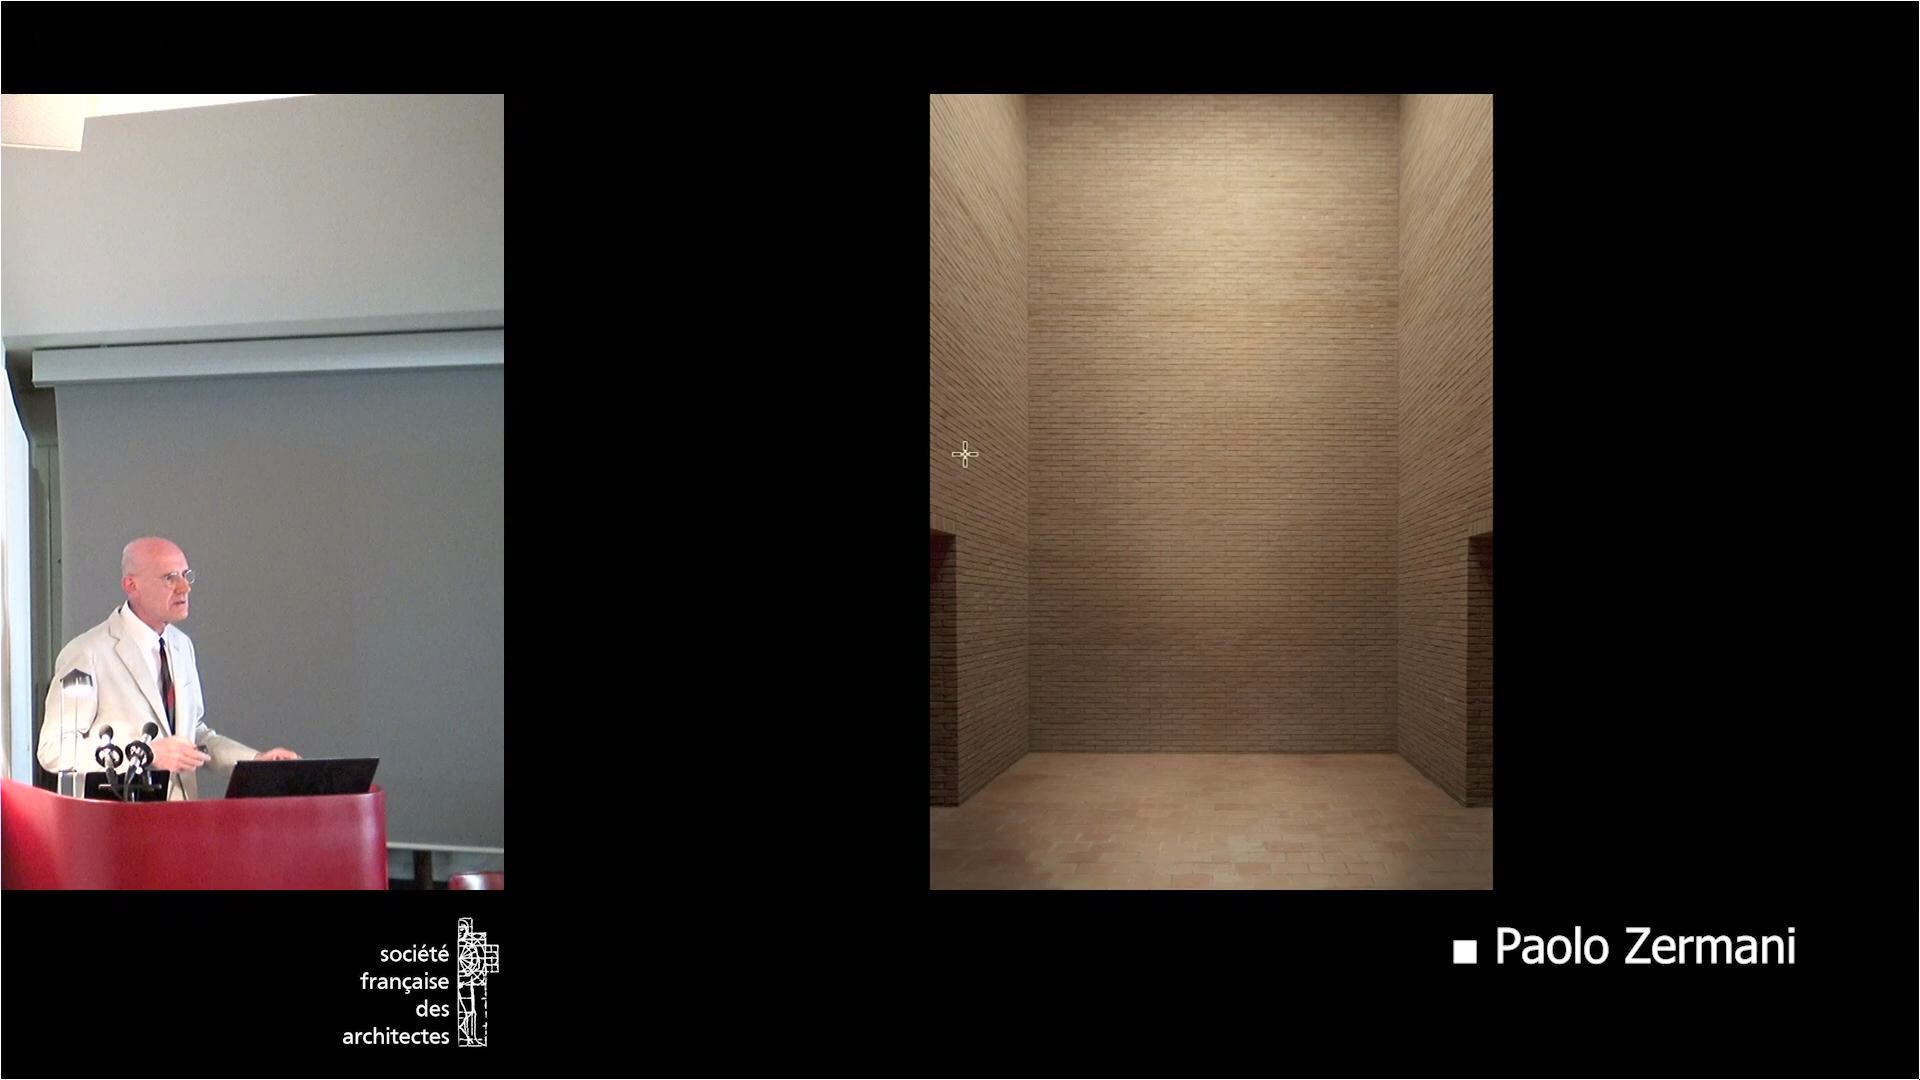 société
française
des
architectes
Paolo Zermani